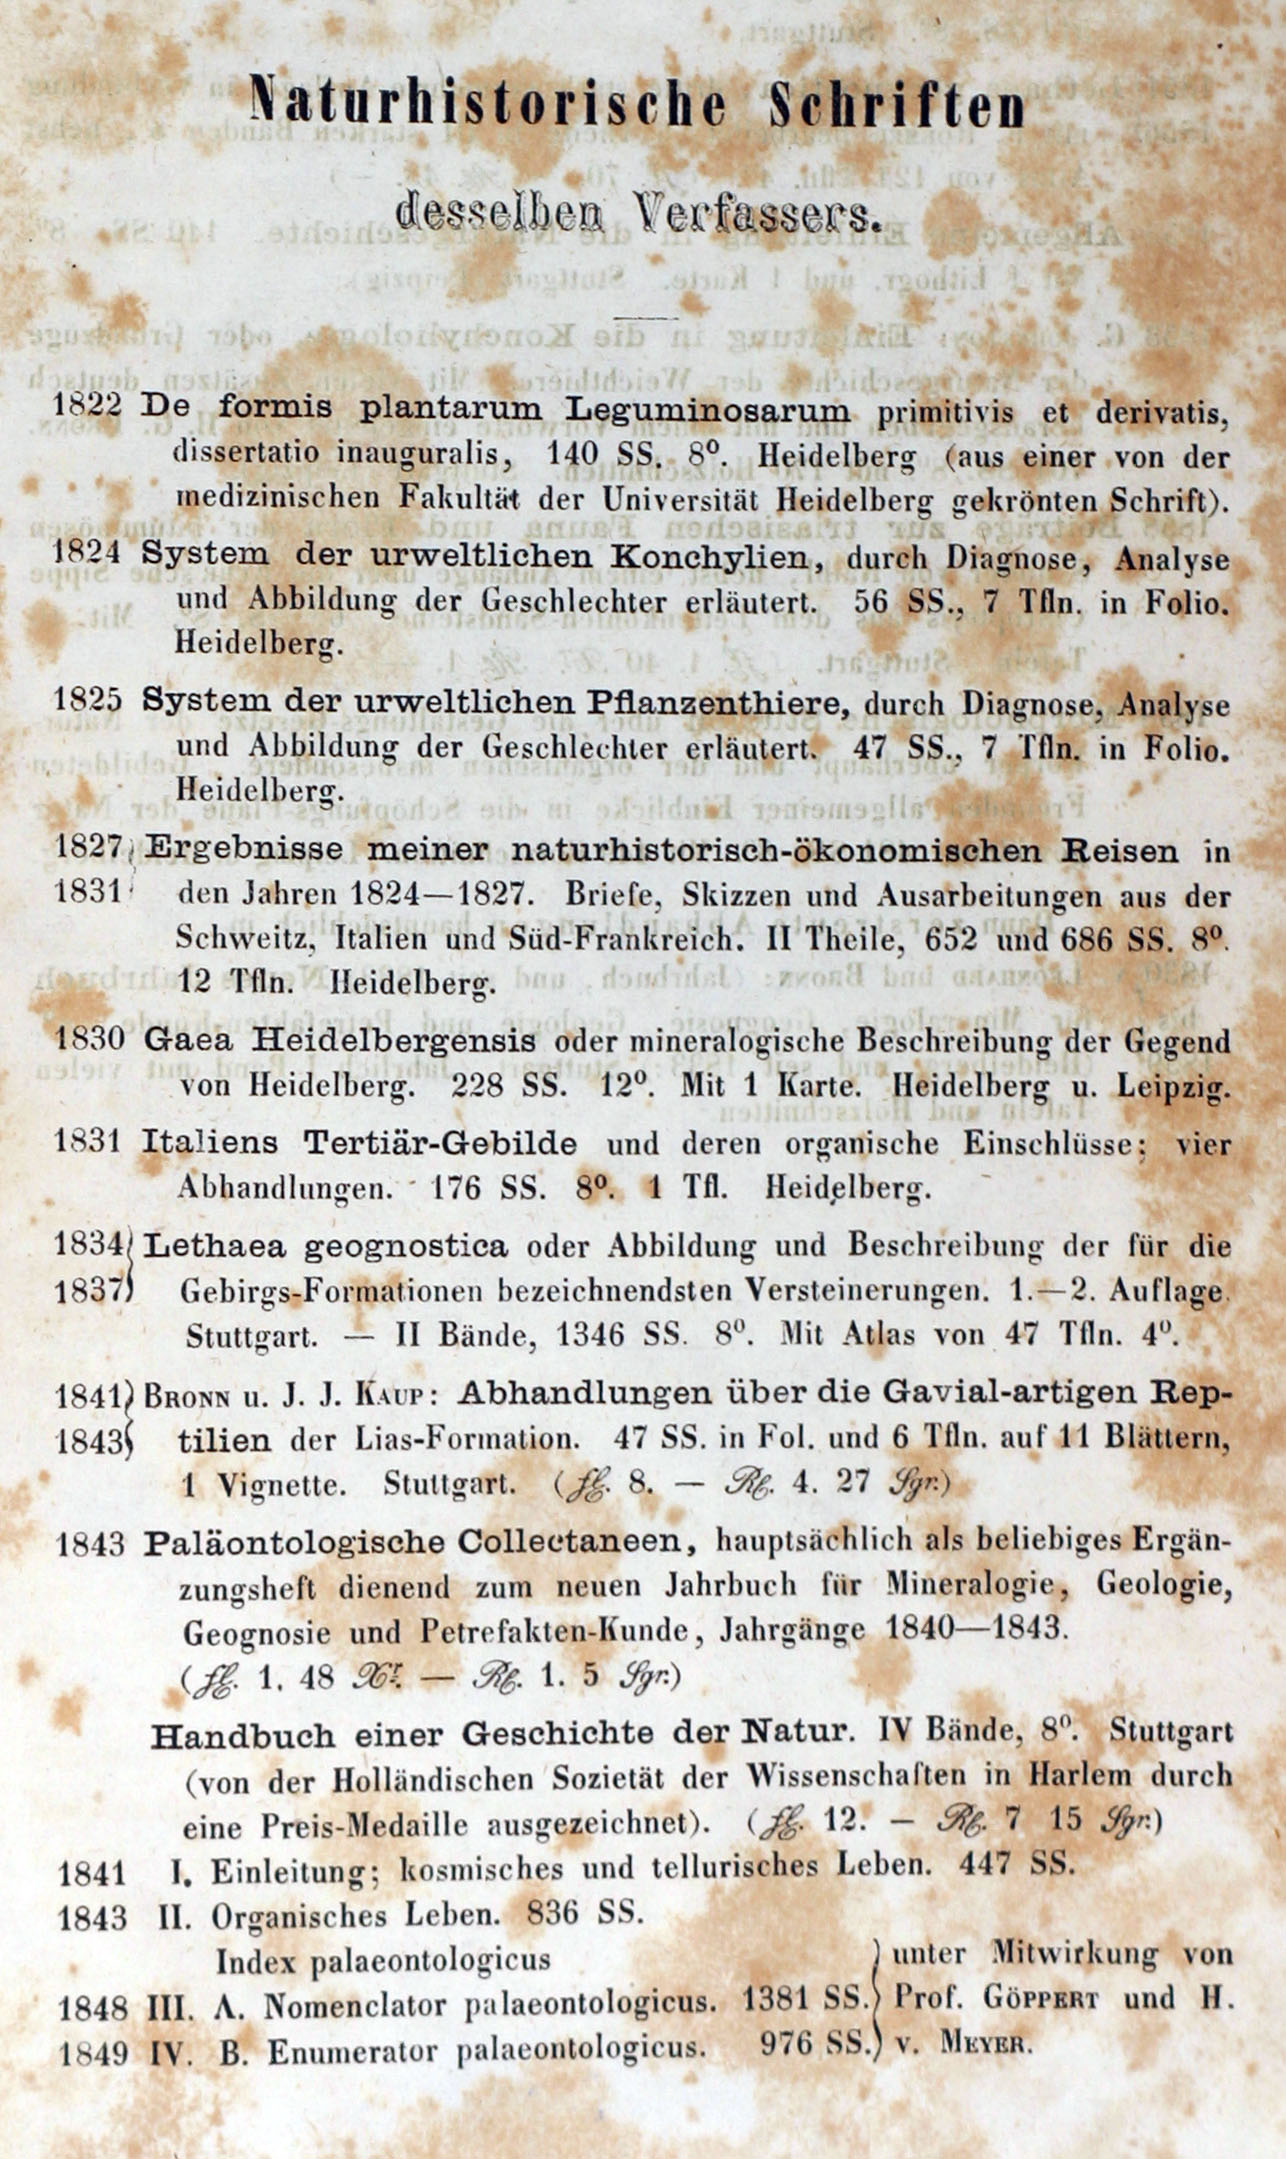 Naturhistorische Schriften
desselben Verfassers.
1822 De formis plantarum Leguminosarum primitivis et derivatis,
dissertatio inauguralis, 140 SS. 8⁰. Heidelberg (aus einer von der
medizinischen Fakultät der Universität Heidelberg gekrönten Schrift).
1824 System der urweltlichen Konchylien, durch Diagnose, Analyse
und Abbildung der Geschlechter erläutert. 56 SS., 7 Tfln. in Folio.
Heidelberg.
1825 System der urweltlichen Pflanzenthiere, durch Diagnose, Analyse
und Abbildung der Geschlechter erläutert. 47 SS., 7 Tfln. in Folio.
Heidelberg.
1827) Ergebnisse meiner naturhistorisch-ökonomischen Reisen in
1831) den Jahren 1824—1827. Briefe, Skizzen und Ausarbeitungen aus der
Schweitz, Italien und Süd-Frankreich. II Theile, 652 und 686 SS. 8⁰.
12 Tfln. Heidelberg.
1830 Gaea Heidelbergensis oder mineralogische Beschreibung der Gegend
von Heidelberg. 228 SS. 12⁰. Mit 1 Karte. Heidelberg u. Leipzig.
1831 Italiens Tertiär-Gebilde und deren organische Einschlüsse; vier
Abhandlungen. 176 SS. 8⁰. 1 Tfl. Heidelberg.
1834) Lethaea geognostica oder Abbildung und Beschreibung der für die
1837) Gebirgs-Formationen bezeichnendsten Versteinerungen. 1.—2. Auflage.
Stuttgart. — II Bände, 1346 SS. 8⁰. Mit Atlas von 47 Tfln. 4⁰.
1841) BRONN u. J. J. KAUP: Abhandlungen über die Gavial-artigen Rep-
1843) tilien der Lias-Formation. 47 SS. in Fol. und 6 Tfln. auf 11 Blättern,
1 Vignette. Stuttgart. (fl. 8. — Rl. 4. 27 Sgr.)
1843 Paläontologische Collectaneen, hauptsächlich als beliebiges Ergän-
zungsheft dienend zum neuen Jahrbuch für Mineralogie, Geologie,
Geognosie und Petrefakten-Kunde, Jahrgänge 1840—1843.
(fl. 1. 48 Xr. — Rl. 1. 5 Sgr.)
Handbuch einer Geschichte der Natur. IV Bände, 8⁰. Stuttgart
(von der Holländischen Sozietät der Wissenschaften in Harlem durch
eine Preis-Medaille ausgezeichnet). (fl. 12. — Rl. 7 15 Sgr.)
1841 I. Einleitung; kosmisches und tellurisches Leben. 447 SS.
1843 II. Organisches Leben. 836 SS.
Index palaeontologicus ) unter Mitwirkung von
1848 III. A. Nomenclator palaeontologicus. 1381 SS.} Prof. GÖPPERT und H.
1849 IV. B. Enumerator palaeontologicus. 976 SS.) v. MEYER.